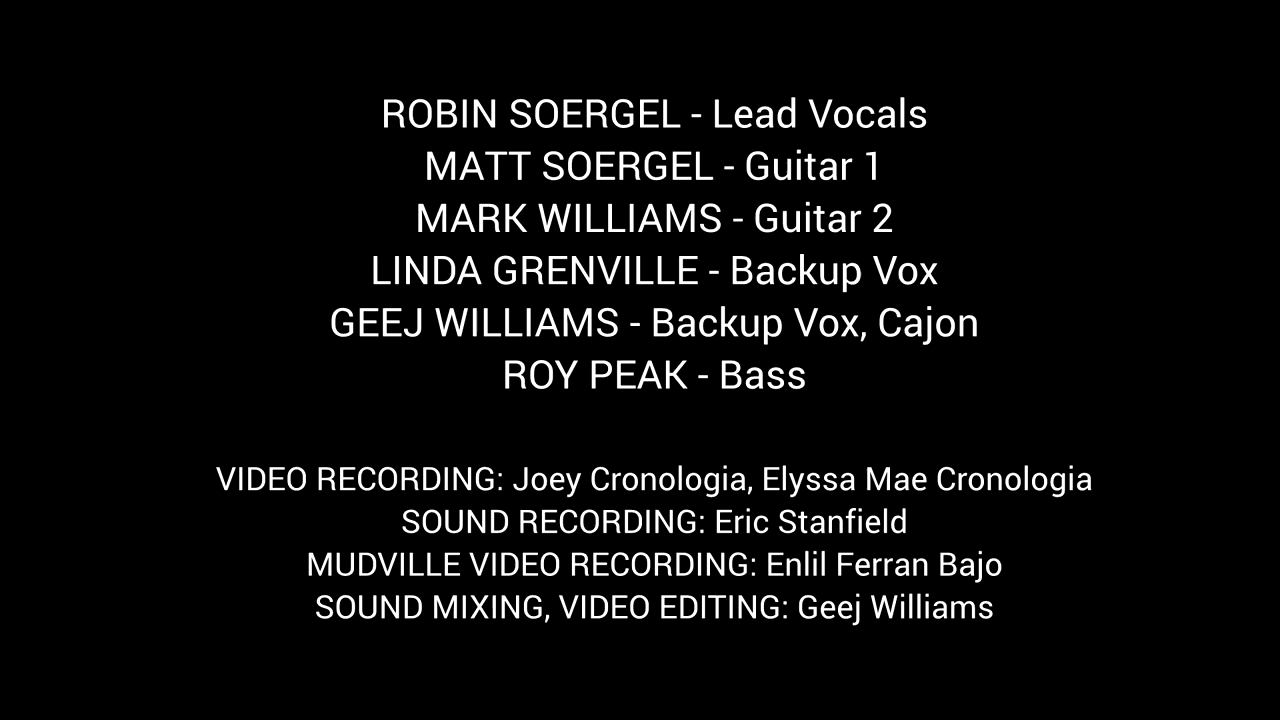 ROBIN SOERGEL - Lead Vocals
MATT SOERGEL - Guitar 1
MARK WILLIAMS - Guitar 2
LINDA GRENVILLE - Backup Vox
GEEJ WILLIAMS - Backup Vox, Cajon
ROY PEAK - Bass
VIDEO RECORDING: Joey Cronologia, Elyssa Mae Cronologia
SOUND RECORDING: Eric Stanfield
MUDVILLE VIDEO RECORDING: Enlil Ferran Bajo
SOUND MIXING, VIDEO EDITING: Geej Williams